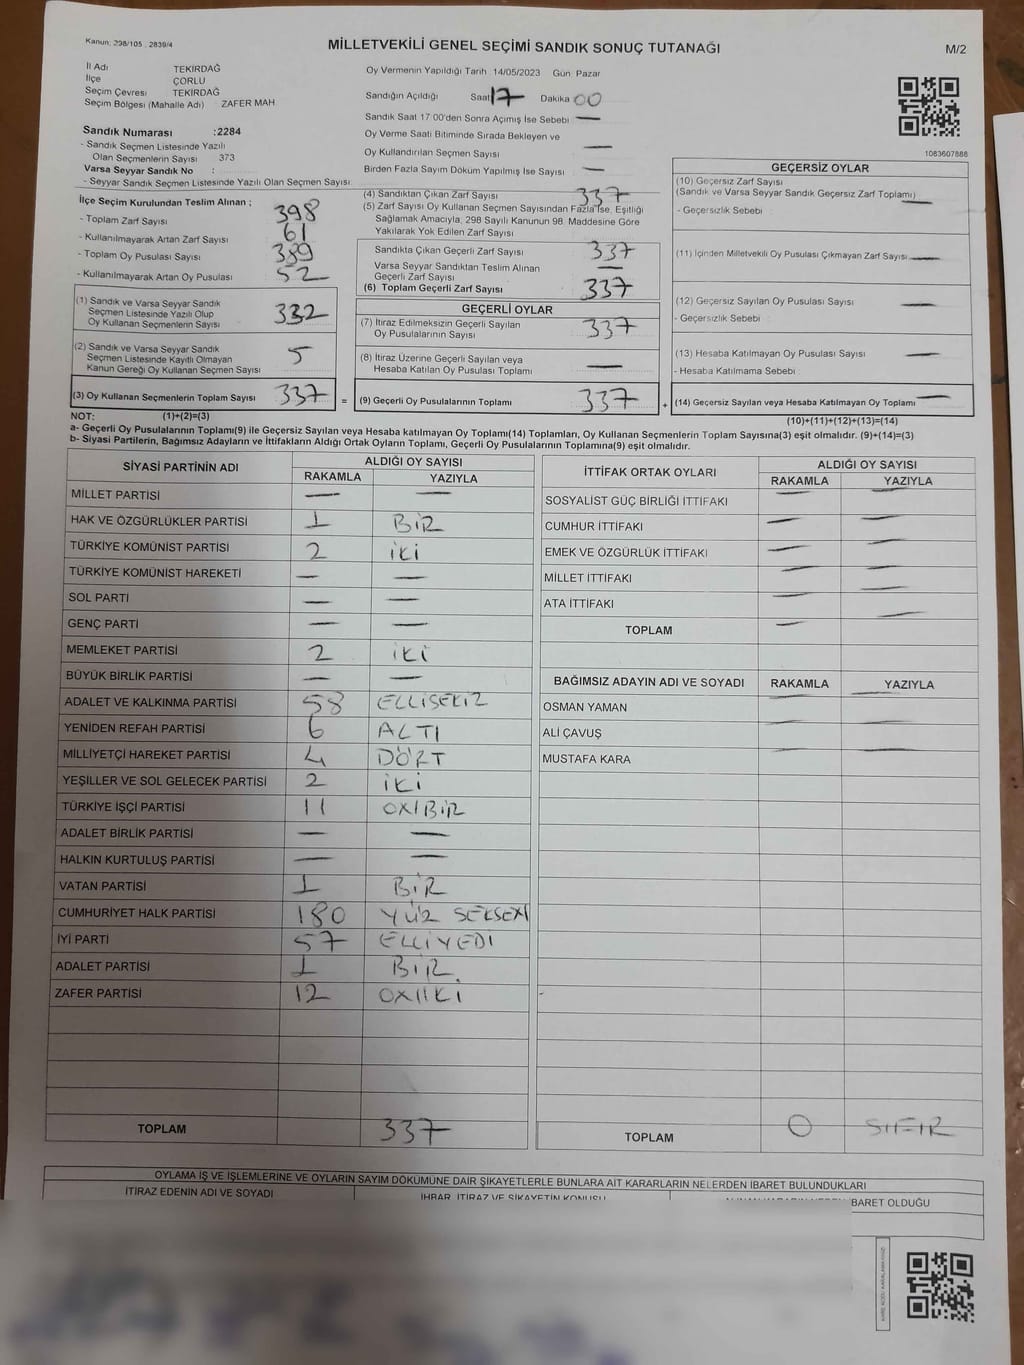 Kanun: 298/105 . 2839/4
MİLLETVEKİLİ GENEL SEÇİMİ SANDIK SONUÇ TUTANAĞI
M/2
İl Adı TEKİRDAĞ
İlçe ÇORLU
Seçim Çevresi TEKİRDAĞ
Seçim Bölgesi (Mahalle Adı) ZAFER MAH
Sandık Numarası :2284
- Sandık Seçmen Listesinde Yazılı
Olan Seçmenlerin Sayısı 373
Varsa Seyyar Sandık No :
- Seyyar Sandık Seçmen Listesinde Yazılı Olan Seçmen Sayısı:
Oy Vermenin Yapıldığı Tarih 14/05/2023 Gün: Pazar
Sandığın Açıldığı Saat 17 Dakika 00
Sandık Saat 17:00'den Sonra Açımış İse Sebebi —
Oy Verme Saati Bitiminde Sırada Bekleyen ve
Oy Kullandırılan Seçmen Sayısı —
Birden Fazla Sayım Döküm Yapılmış İse Sayısı —
1083607888
İlçe Seçim Kurulundan Teslim Alınan ;
- Toplam Zarf Sayısı 398
- Kullanılmayarak Artan Zarf Sayısı 61
- Toplam Oy Pusulası Sayısı 389
- Kullanılmayarak Artan Oy Pusulası 52
(1) Sandık ve Varsa Seyyar Sandık
Seçmen Listesinde Yazılı Olup
Oy Kullanan Seçmenlerin Sayısı 332
(2) Sandık ve Varsa Seyyar Sandık
Seçmen Listesinde Kayıtlı Olmayan
Kanun Gereği Oy Kullanan Seçmen Sayısı 5
(3) Oy Kullanan Seçmenlerin Toplam Sayısı 337 =
(4) Sandıktan Çıkan Zarf Sayısı 337
(5) Zarf Sayısı Oy Kullanan Seçmen Sayısından Fazla İse, Eşitliği
Sağlamak Amacıyla, 298 Sayılı Kanunun 98. Maddesine Göre
Yakılarak Yok Edilen Zarf Sayısı
Sandıkta Çıkan Geçerli Zarf Sayısı 337
Varsa Seyyar Sandıktan Teslim Alınan
Geçerli Zarf Sayısı —
(6) Toplam Geçerli Zarf Sayısı 337
GEÇERLİ OYLAR
(7) İtiraz Edilmeksizin Geçerli Sayılan
Oy Pusulalarının Sayısı 337
(8) İtiraz Üzerine Geçerli Sayılan veya
Hesaba Katılan Oy Pusulası Toplamı —
(9) Geçerli Oy Pusulalarının Toplamı 337 +
GEÇERSİZ OYLAR
(10) Geçersiz Zarf Sayısı
(Sandık ve Varsa Seyyar Sandık Geçersiz Zarf Toplamı) —
- Geçersizlik Sebebi :
(11) İçinden Milletvekili Oy Pusulası Çıkmayan Zarf Sayısı —
(12) Geçersiz Sayılan Oy Pusulası Sayısı —
- Geçersizlik Sebebi :
(13) Hesaba Katılmayan Oy Pusulası Sayısı —
- Hesaba Katılmama Sebebi :
(14) Geçersiz Sayılan veya Hesaba Katılmayan Oy Toplamı —
NOT: (1)+(2)=(3)
(10)+(11)+(12)+(13)=(14)
a- Geçerli Oy Pusulalarının Toplamı(9) ile Geçersiz Sayılan veya Hesaba katılmayan Oy Toplamı(14) Toplamları, Oy Kullanan Seçmenlerin Toplam Sayısına(3) eşit olmalıdır. (9)+(14)=(3)
b- Siyasi Partilerin, Bağımsız Adayların ve İttifakların Aldığı Ortak Oyların Toplamı, Geçerli Oy Pusulalarının Toplamına(9) eşit olmalıdır.
SİYASİ PARTİNİN ADI ALDIĞI OY SAYISI
RAKAMLA YAZIYLA
MİLLET PARTİSİ — —
HAK VE ÖZGÜRLÜKLER PARTİSİ 1 BİR
TÜRKİYE KOMÜNİST PARTİSİ 2 İKİ
TÜRKİYE KOMÜNİST HAREKETİ — —
SOL PARTİ — —
GENÇ PARTİ — —
MEMLEKET PARTİSİ 2 İKİ
BÜYÜK BİRLİK PARTİSİ — —
ADALET VE KALKINMA PARTİSİ 58 ELLİSEKİZ
YENİDEN REFAH PARTİSİ 6 ALTI
MİLLİYETÇİ HAREKET PARTİSİ 4 DÖRT
YEŞİLLER VE SOL GELECEK PARTİSİ 2 İKİ
TÜRKİYE İŞÇİ PARTİSİ 11 ONBİR
ADALET BİRLİK PARTİSİ — —
HALKIN KURTULUŞ PARTİSİ — —
VATAN PARTİSİ 1 BİR
CUMHURİYET HALK PARTİSİ 180 YÜZ SEKSEN
İYİ PARTİ 57 ELLİYEDİ
ADALET PARTİSİ 1 BİR
ZAFER PARTİSİ 12 ONİKİ
TOPLAM 337
İTTİFAK ORTAK OYLARI ALDIĞI OY SAYISI
RAKAMLA YAZIYLA
SOSYALİST GÜÇ BİRLİĞİ İTTİFAKI — —
CUMHUR İTTİFAKI — —
EMEK VE ÖZGÜRLÜK İTTİFAKI — —
MİLLET İTTİFAKI — —
ATA İTTİFAKI — —
TOPLAM — —
BAĞIMSIZ ADAYIN ADI VE SOYADI RAKAMLA YAZIYLA
OSMAN YAMAN — —
ALİ ÇAVUŞ — —
MUSTAFA KARA — —
TOPLAM 0 SIFIR
OYLAMA İŞ VE İŞLEMLERİNE VE OYLARIN SAYIM DÖKÜMÜNE DAİR ŞİKAYETLERLE BUNLARA AİT KARARLARIN NELERDEN İBARET BULUNDUKLARI
İTİRAZ EDENİN ADI VE SOYADI İHBAR, İTİRAZ VE ŞİKAYETİN KONUSU İBARET OLDUĞU